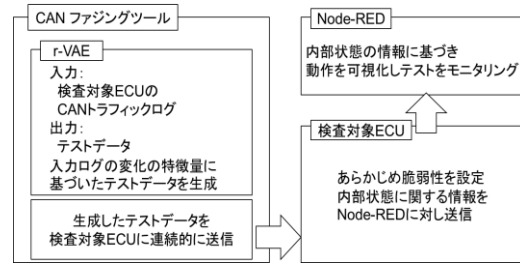 CAN ファジングツール
r-VAE
入力:
検査対象ECUの
CANトラフィックログ
出力:
テストデータ
入力ログの変化の特徴量に
基づいたテストデータを生成
生成したテストデータを
検査対象ECUに連続的に送信
Node-RED
内部状態の情報に基づき
動作を可視化しテストをモニタリング
検査対象ECU
あらかじめ脆弱性を設定
内部状態に関する情報を
Node-REDに対し送信